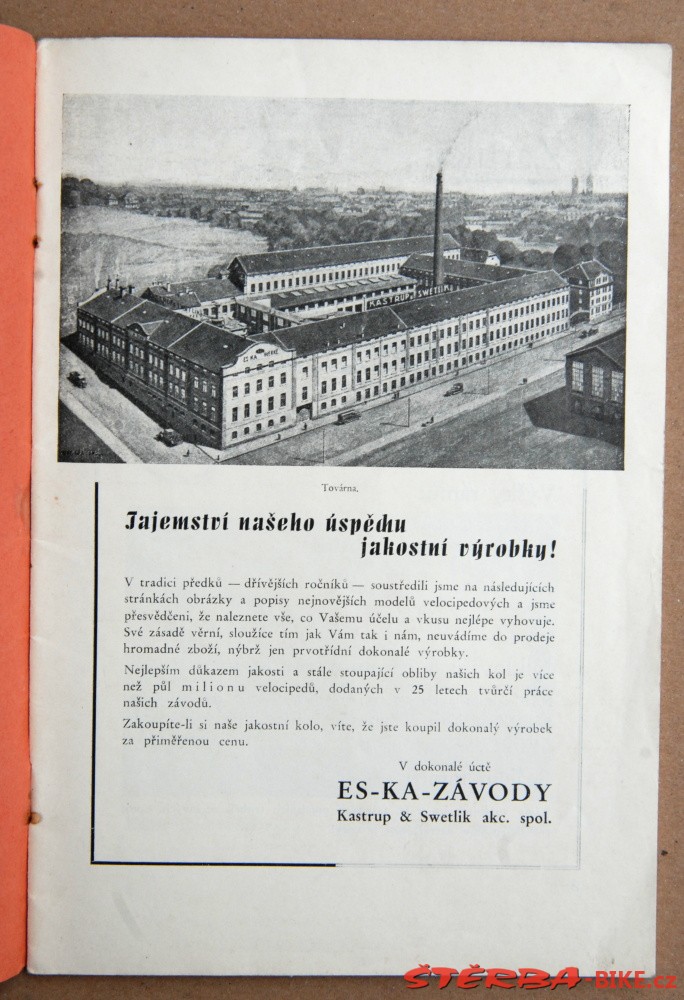 KASTRUP & SWETLIK
ES-KA WERKE
Továrna.
Tajemství našeho úspěchu
jakostní výrobky!
V tradici předků — dřívějších ročníků — soustředili jsme na následujících
stránkách obrázky a popisy nejnovějších modelů velocipedových a jsme
přesvědčeni, že naleznete vše, co Vašemu účelu a vkusu nejlépe vyhovuje.
Své zásadě věrní, sloužíce tím jak Vám tak i nám, neuvádíme do prodeje
hromadné zboží, nýbrž jen prvotřídní dokonalé výrobky.
Nejlepším důkazem jakosti a stále stoupající obliby našich kol je více
než půl milionu velocipedů, dodaných v 25 letech tvůrčí práce
našich závodů.
Zakoupíte-li si naše jakostní kolo, víte, že jste koupil dokonalý výrobek
za přiměřenou cenu.
V dokonalé úctě
ES-KA-ZÁVODY
Kastrup & Swetlik akc. spol.
ŠTĚRBA-BIKE.cz